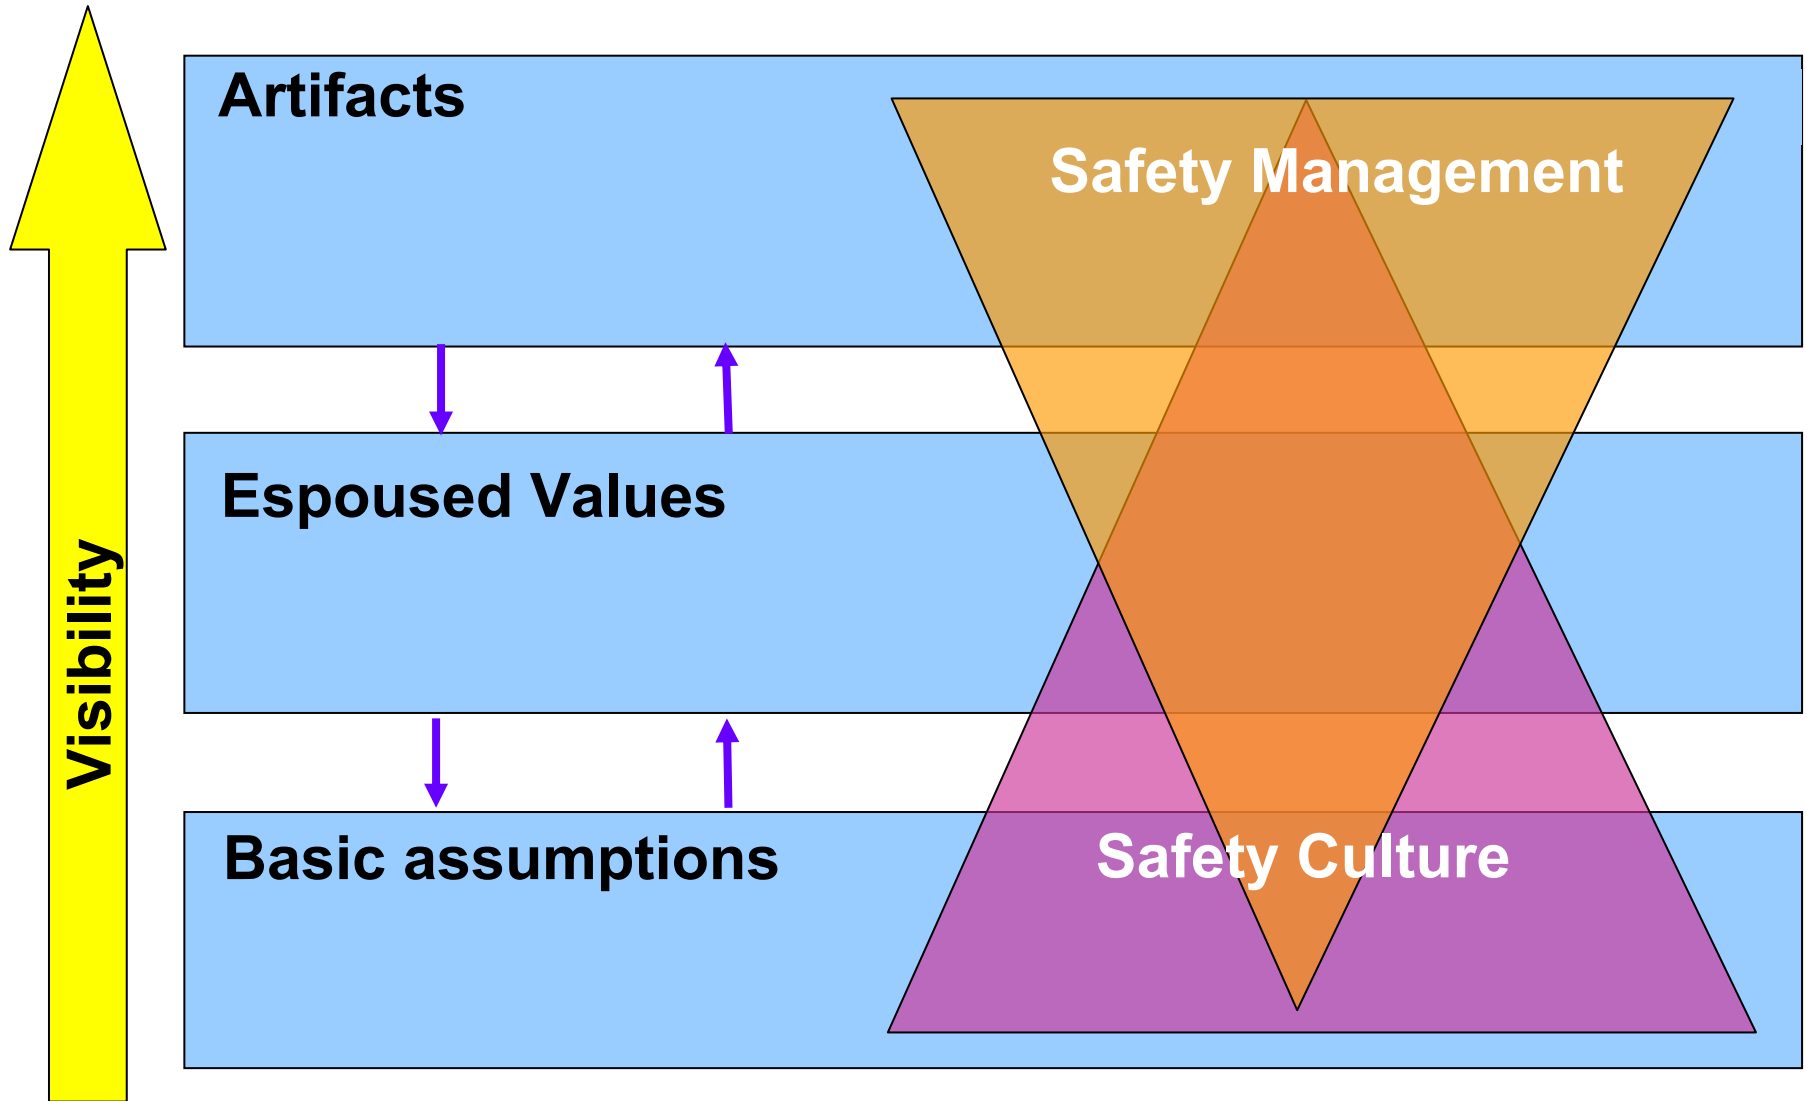 Artifacts
Safety Management
Espoused Values
Visibility
Basic assumptions
Safety Culture